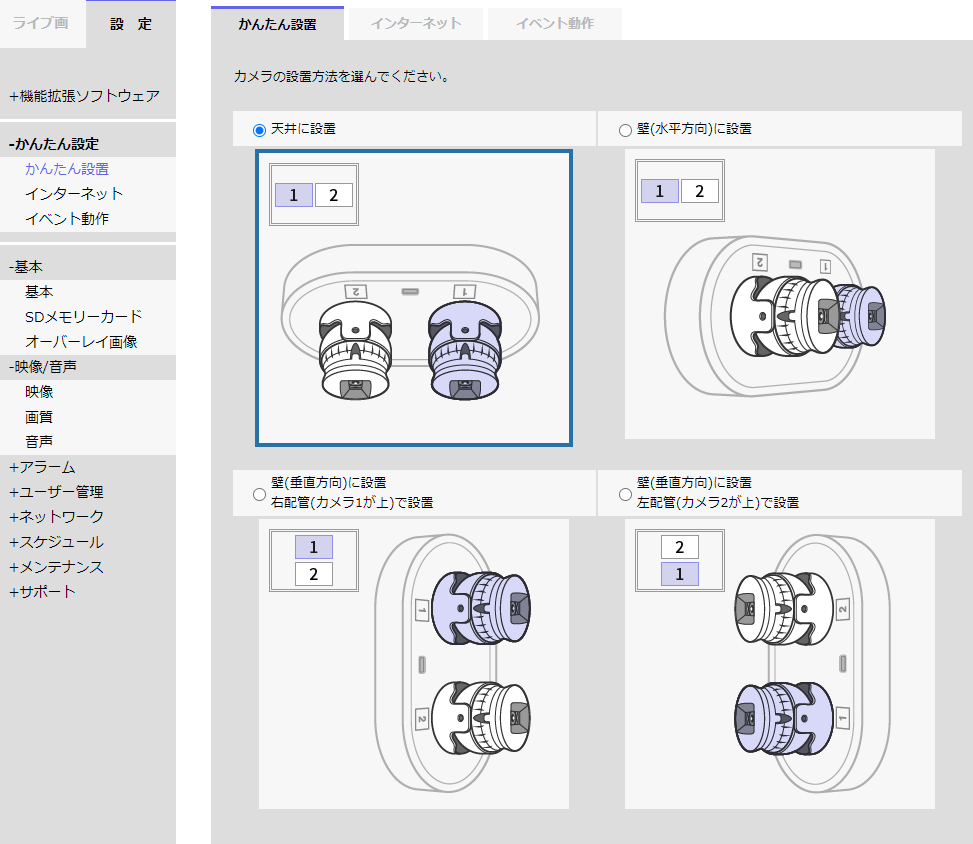 ライブ画
設 定
+機能拡張ソフトウェア
-かんたん設定
かんたん設置
インターネット
イベント動作
-基本
基本
SDメモリーカード
オーバーレイ画像
-映像/音声
映像
画質
音声
+アラーム
+ユーザー管理
+ネットワーク
+スケジュール
+メンテナンス
+サポート
かんたん設置
インターネット
イベント動作
カメラの設置方法を選んでください。
天井に設置
1 2
2 1
壁(水平方向)に設置
1 2
2 1
壁(垂直方向)に設置
右配管(カメラ1が上)で設置
1
2
1
2
壁(垂直方向)に設置
左配管(カメラ2が上)で設置
2
1
2
1